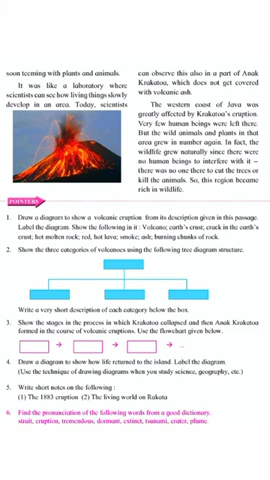 soon teeming with plants and animals.
It was like a laboratory where
scientists can see how living things slowly
develop in an area. Today, scientists
can observe this also in a part of Anak
Krakatoa, which does not get covered
with volcanic ash.
The western coast of Java was
greatly affected by Krakatoa's eruption.
Very few human beings were left there.
But the wild animals and plants in that
area grew in number again. In fact, the
wildlife grew naturally since there were
no human beings to interfere with it –
there was no one to cut the trees or
kill the animals. So, this region became
rich in wildlife.
POINTERS
1. Draw a diagram to show a volcanic eruption from its description given in this passage.
Label the diagram. Show the following in it : Volcano; earth's crust; crack in the earth's
crust; hot molten rock; red, hot lava; smoke; ash; burning chunks of rock.
2. Show the three categories of volcanoes using the following tree diagram structure.
Write a very short description of each category below the box.
3. Show the stages in the process in which Krakatoa collapsed and then Anak Krakatoa
formed in the course of volcanic eruptions. Use the flowchart given below.
→ → → ...
4. Draw a diagram to show how life returned to the island. Label the diagram.
(Use the technique of drawing diagrams when you study science, geography, etc.)
5. Write short notes on the following :
(1) The 1883 eruption (2) The living world on Rakata
6. Find the pronunciation of the following words from a good dictionary.
strait, eruption, tremendous, dormant, extinct, tsunami, crater, plume.